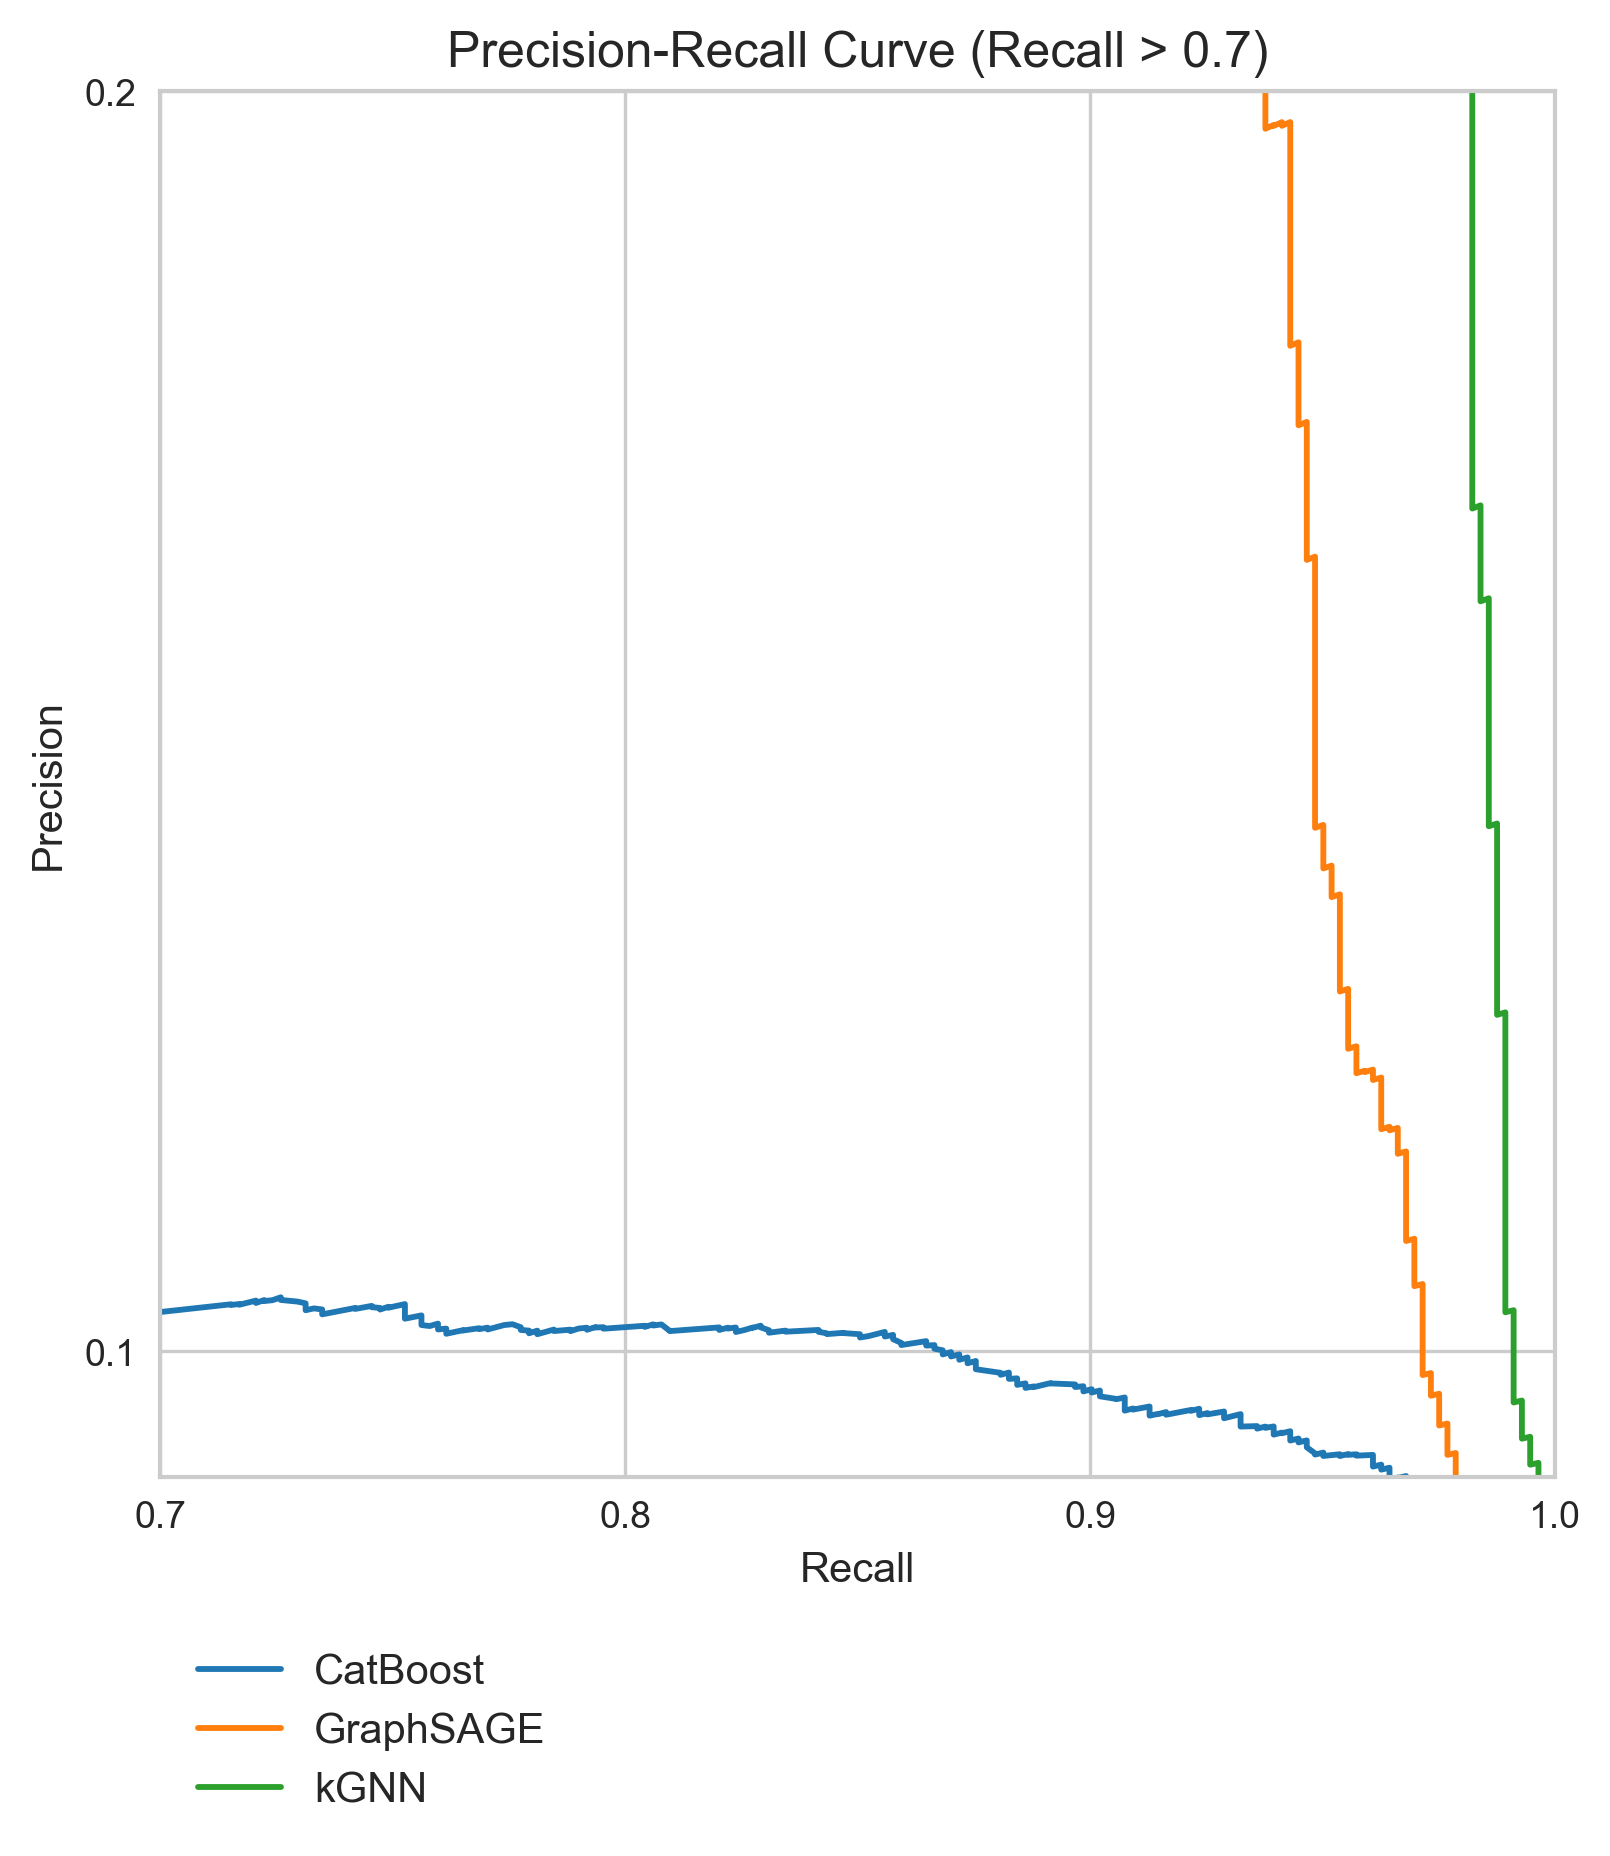 Precision-Recall Curve (Recall > 0.7)
0.2
Precision
0.1
0.7 0.8 0.9 1.0
Recall
CatBoost
GraphSAGE
kGNN